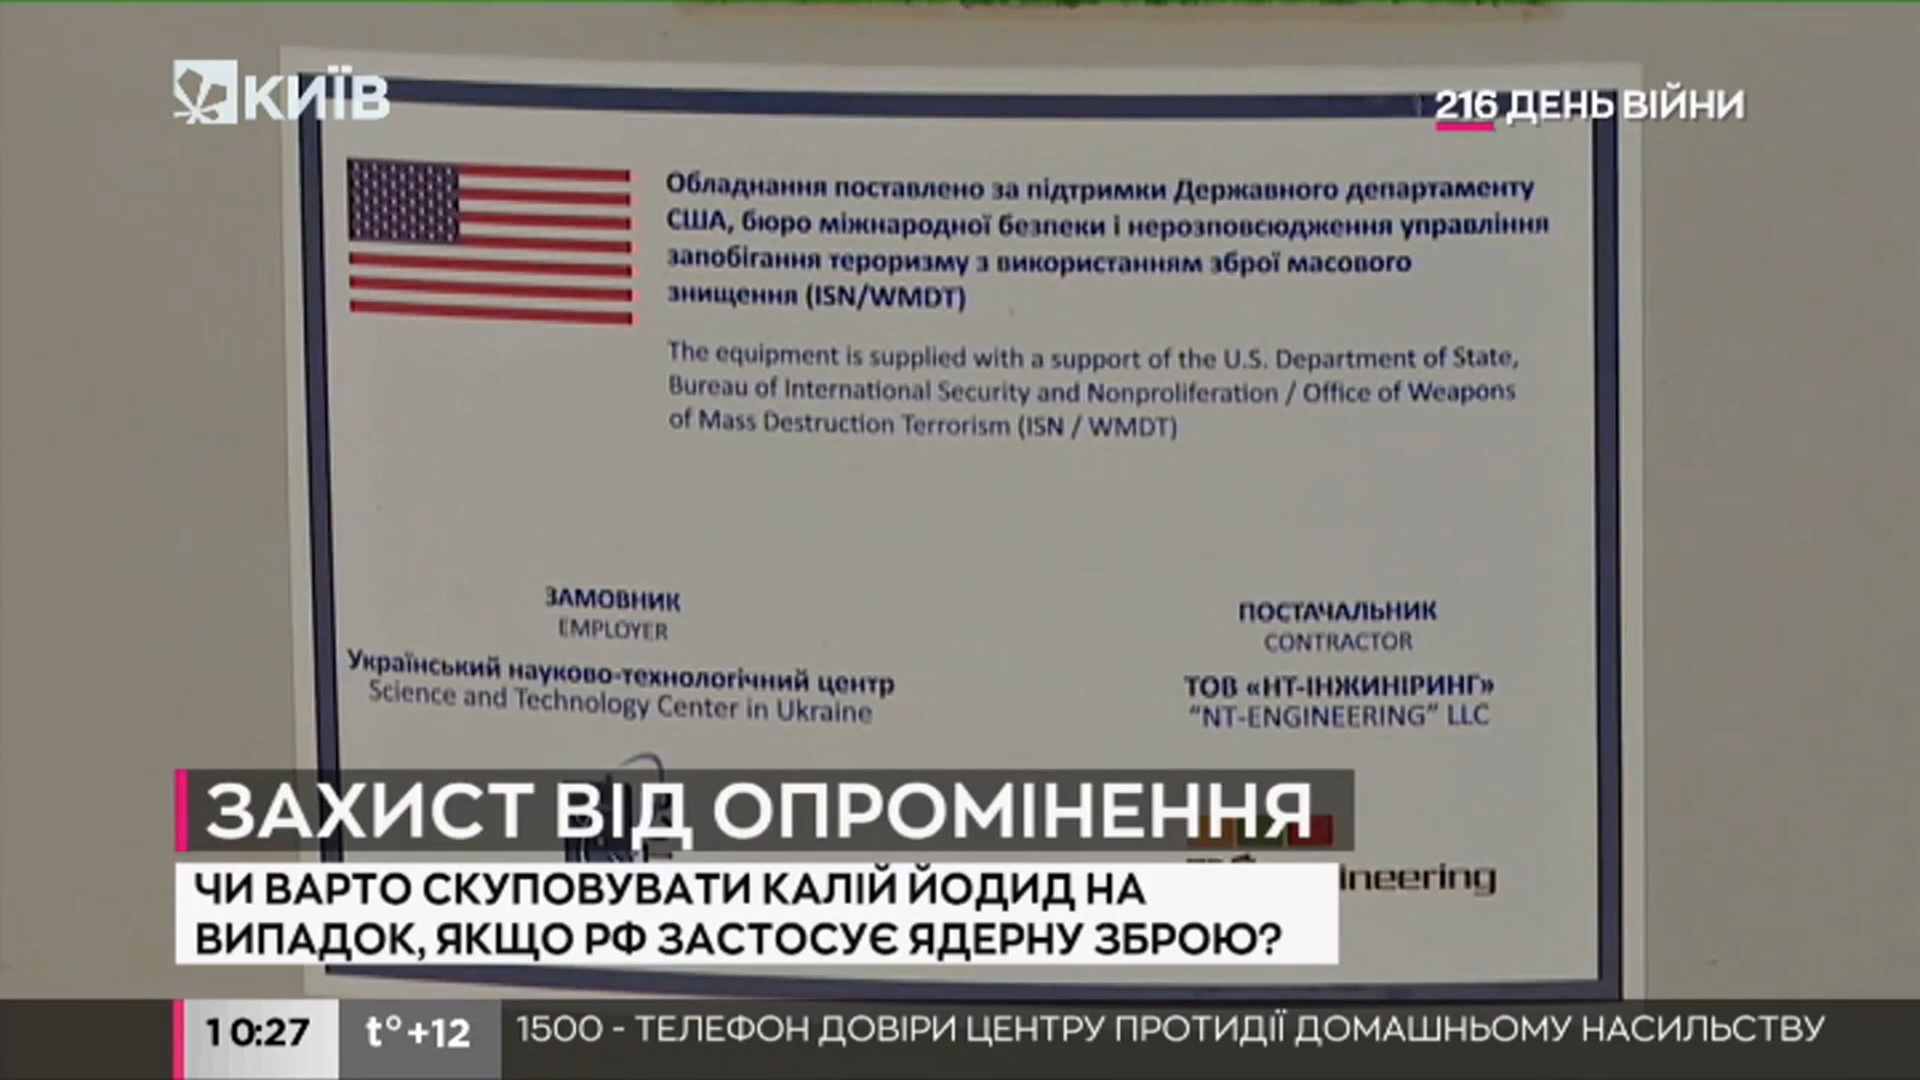 КИЇВ
216 ДЕНЬ ВІЙНИ
Обладнання поставлено за підтримки Державного департаменту
США, бюро міжнародної безпеки і нерозповсюдження управління
запобігання тероризму з використанням зброї масового
знищення (ISN/WMDT)
The equipment is supplied with a support of the U.S. Department of State,
Bureau of International Security and Nonproliferation / Office of Weapons
of Mass Destruction Terrorism (ISN / WMDT)
ЗАМОВНИК
EMPLOYER
Український науково-технологічний центр
Science and Technology Center in Ukraine
ПОСТАЧАЛЬНИК
CONTRACTOR
ТОВ «НТ-ІНЖИНІРИНГ»
"NT-ENGINEERING" LLC
ineering
ЗАХИСТ ВІД ОПРОМІНЕННЯ
ЧИ ВАРТО СКУПОВУВАТИ КАЛІЙ ЙОДИД НА
ВИПАДОК, ЯКЩО РФ ЗАСТОСУЄ ЯДЕРНУ ЗБРОЮ?
10:27
t° +12
1500 - ТЕЛЕФОН ДОВІРИ ЦЕНТРУ ПРОТИДІЇ ДОМАШНЬОМУ НАСИЛЬСТВУ